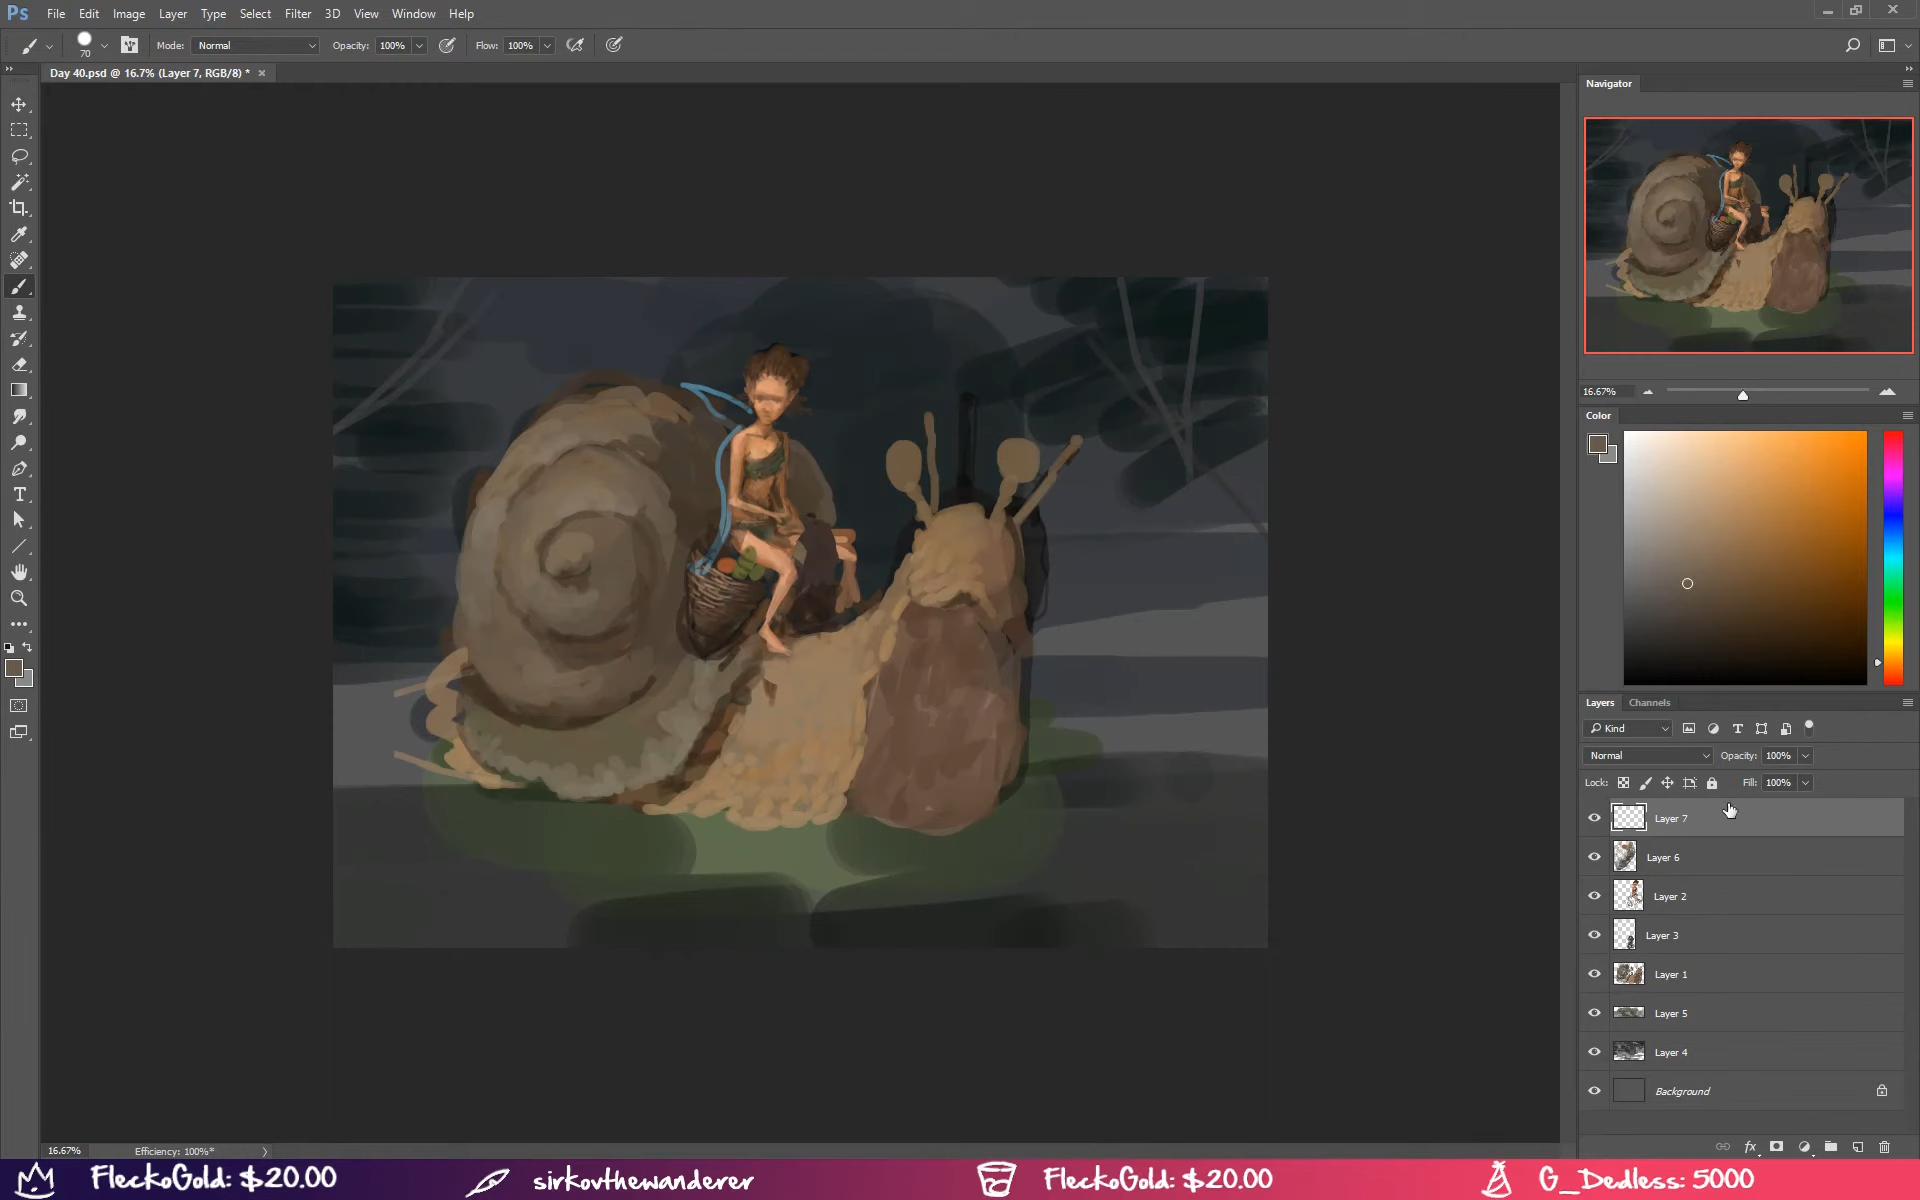 Ps File Edit Image Layer Type Select Filter 3D View Window Help
70 Mode: Normal Opacity: 100% Flow: 100%
Day 40.psd @ 16.7% (Layer 7, RGB/8) *
Navigator
16.67%
Color
Layers Channels
Kind
Normal Opacity: 100%
Lock: Fill: 100%
Layer 7
Layer 6
Layer 2
Layer 3
Layer 1
Layer 5
Layer 4
Background
fx
16.67% Efficiency: 100%*
FleckoGold: $20.00 sirkovthewanderer FleckoGold: $20.00 G_Dedless: 5000